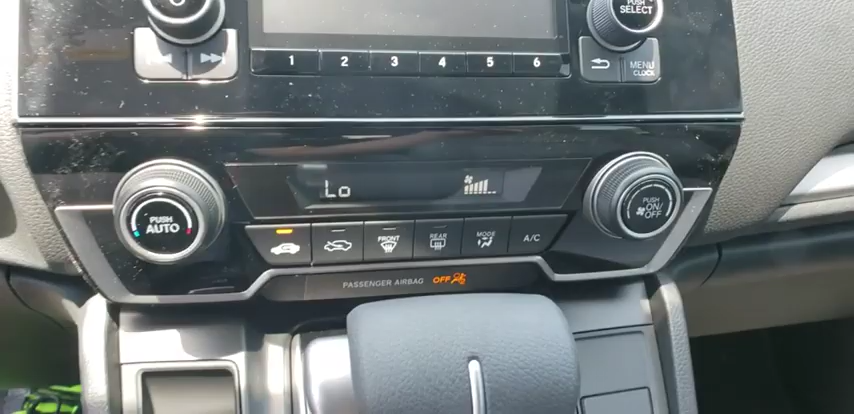 PUSH
SELECT
1 2 3 4 5 6
MENU
CLOCK
Lo
PUSH
AUTO
FRONT
REAR
MODE
A/C
PUSH
ON/
OFF
PASSENGER AIRBAG OFF